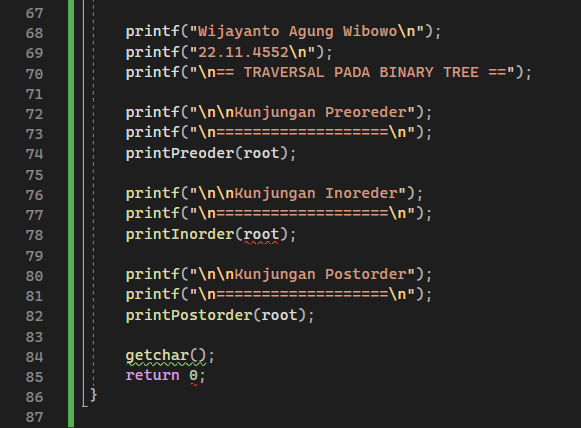 67
68 printf("Wijayanto Agung Wibowo\n");
69 printf("22.11.4552\n");
70 printf("\n== TRAVERSAL PADA BINARY TREE ==");
71
72 printf("\n\nKunjungan Preoreder");
73 printf("\n===================\n");
74 printPreoder(root);
75
76 printf("\n\nKunjungan Inoreder");
77 printf("\n===================\n");
78 printInorder(root);
79
80 printf("\n\nKunjungan Postorder");
81 printf("\n===================\n");
82 printPostorder(root);
83
84 getchar();
85 return 0;
86 }
87